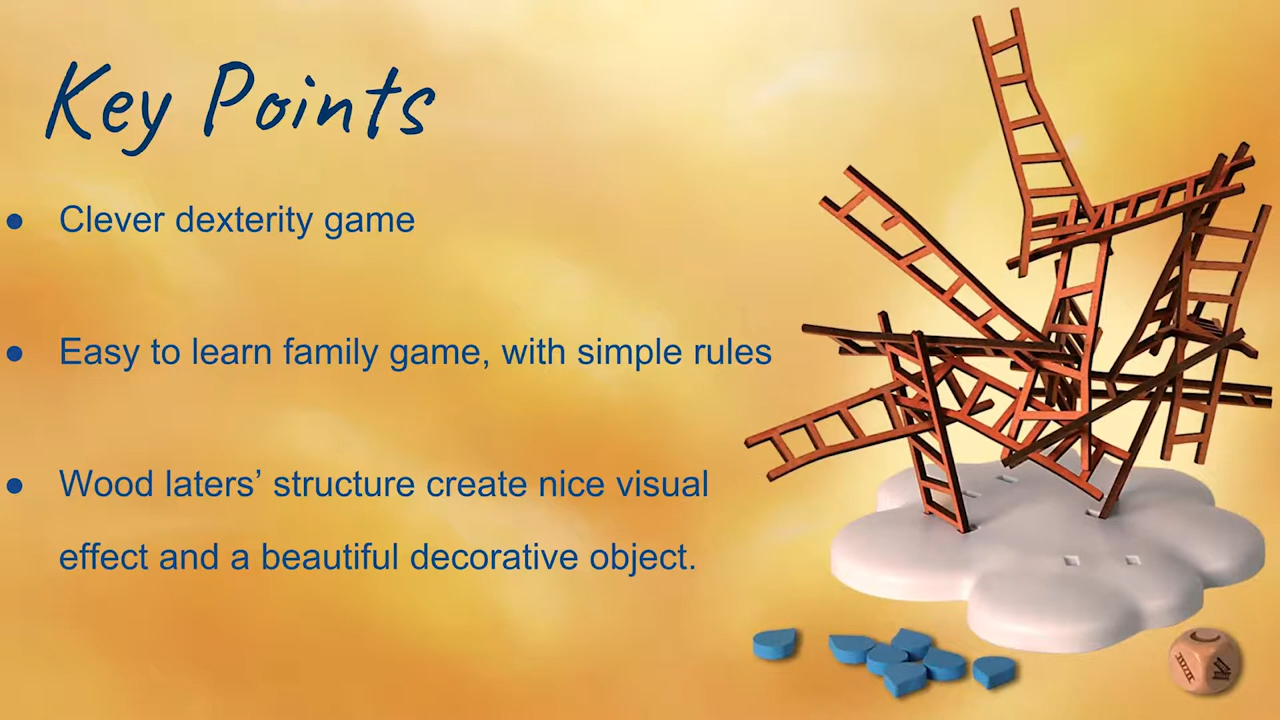 Key Points
● Clever dexterity game
● Easy to learn family game, with simple rules
● Wood laters’ structure create nice visual
effect and a beautiful decorative object.